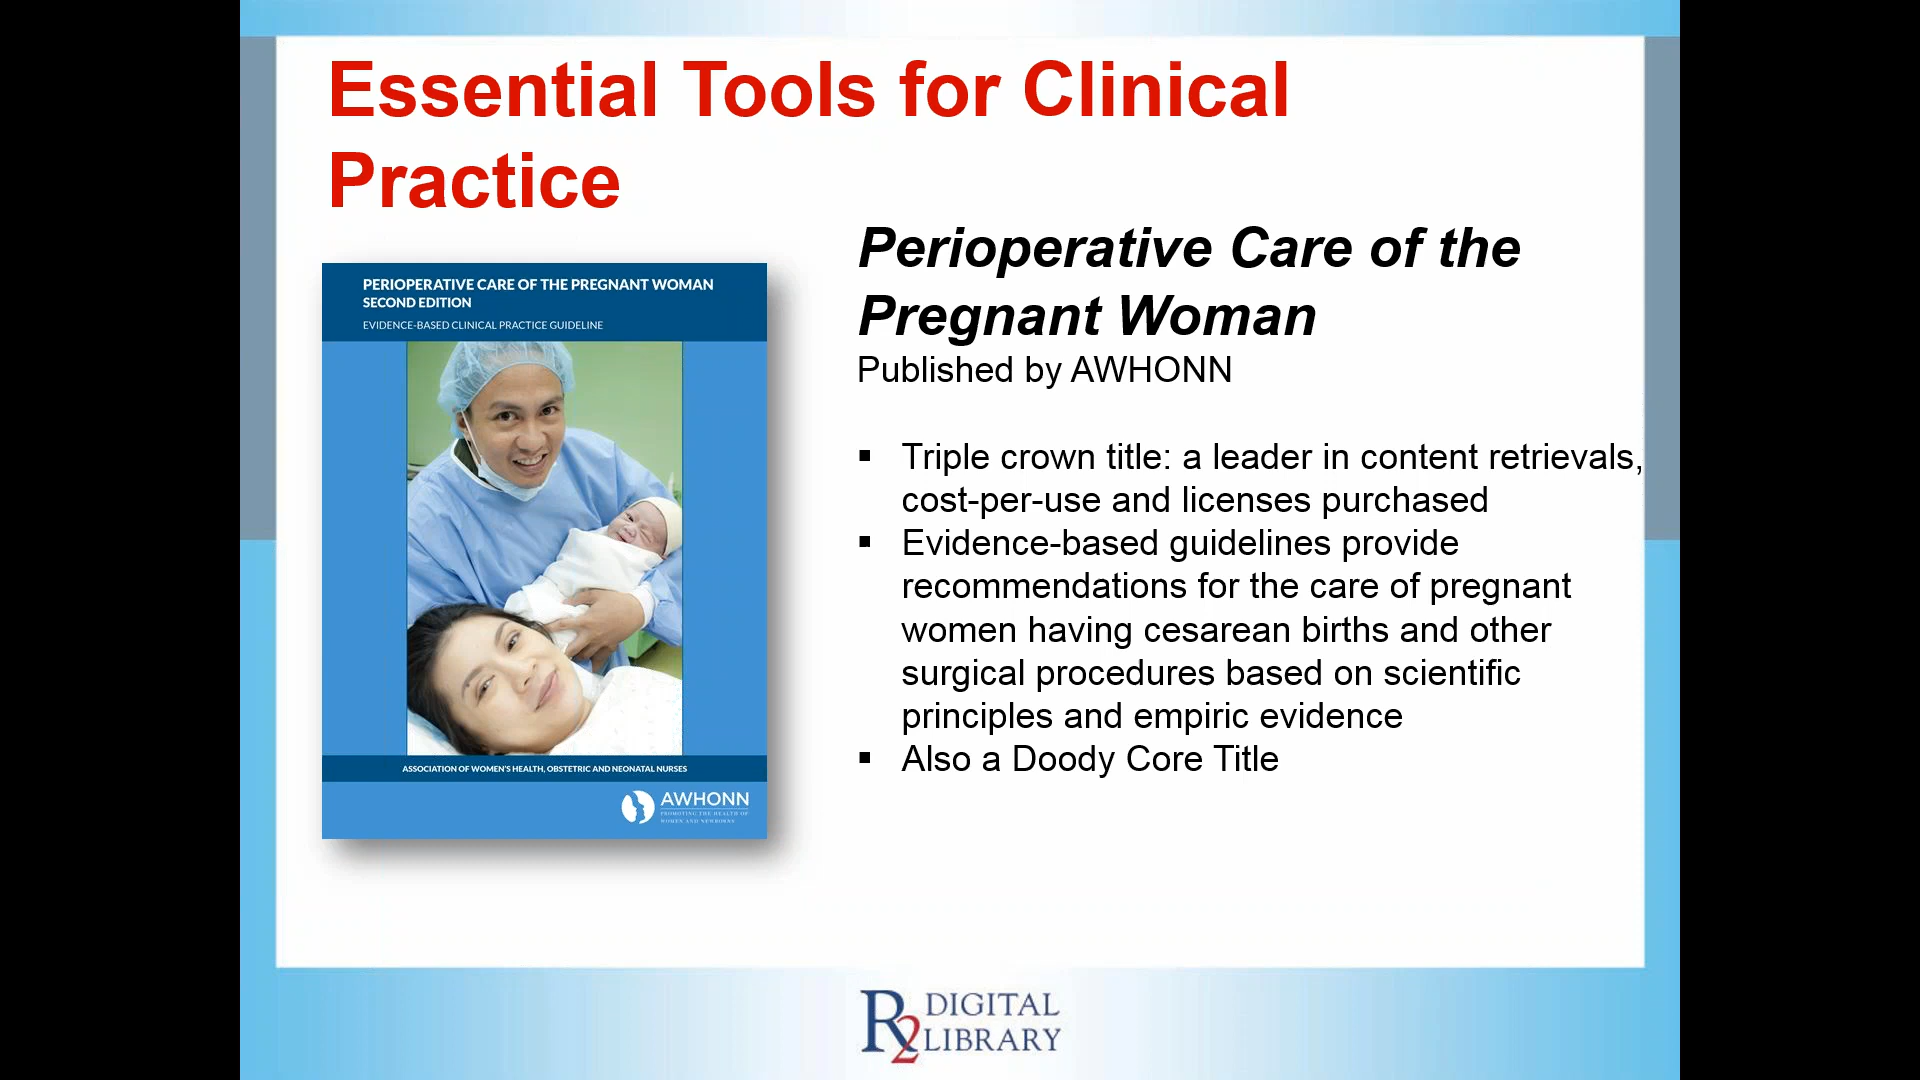 Essential Tools for Clinical
Practice
PERIOPERATIVE CARE OF THE PREGNANT WOMAN
SECOND EDITION
EVIDENCE-BASED CLINICAL PRACTICE GUIDELINE
ASSOCIATION OF WOMEN'S HEALTH, OBSTETRIC AND NEONATAL NURSES
AWHONN
PROMOTING THE HEALTH OF
WOMEN AND NEWBORNS
Perioperative Care of the
Pregnant Woman
Published by AWHONN
▪ Triple crown title: a leader in content retrievals,
cost-per-use and licenses purchased
▪ Evidence-based guidelines provide
recommendations for the care of pregnant
women having cesarean births and other
surgical procedures based on scientific
principles and empiric evidence
▪ Also a Doody Core Title
R2 DIGITAL
LIBRARY